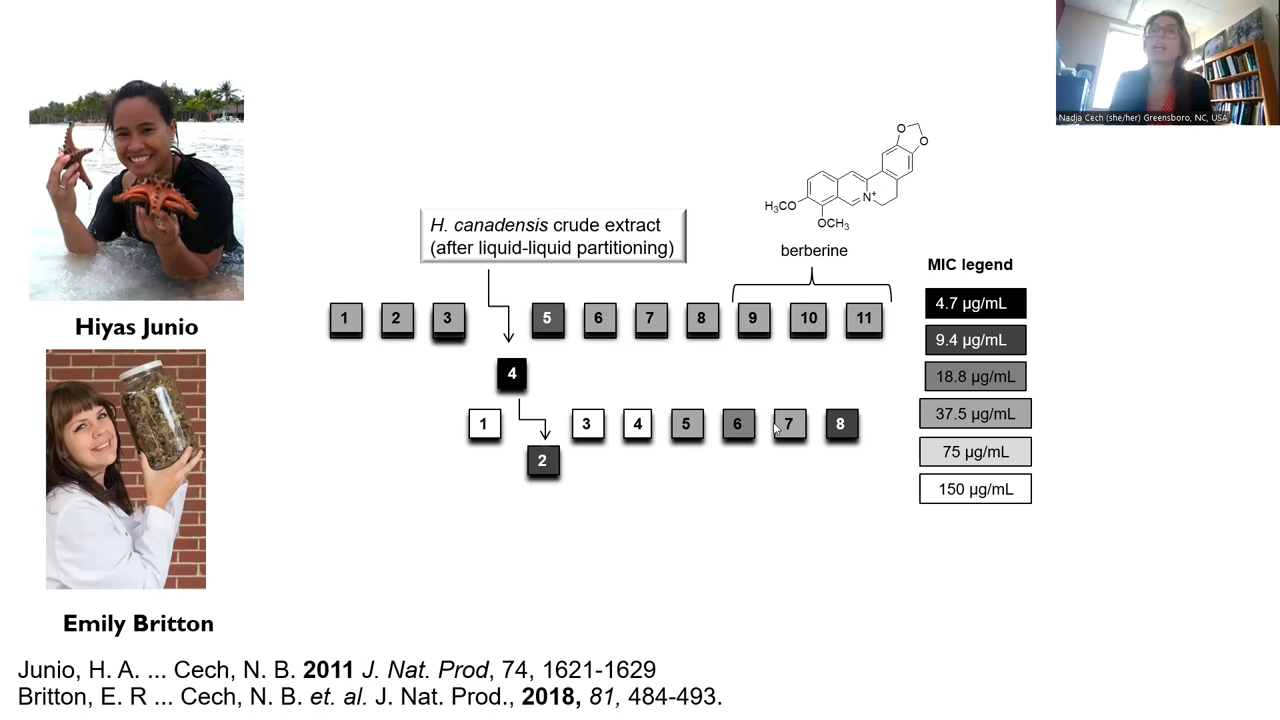 Nadja Cech (she/her) Greensboro, NC, USA
H. canadensis crude extract
(after liquid-liquid partitioning)
O
O
N+
H₃CO
OCH₃
berberine
MIC legend
4.7 µg/mL
9.4 µg/mL
18.8 µg/mL
37.5 µg/mL
75 µg/mL
150 µg/mL
1 2 3 5 6 7 8 9 10 11
4
1 3 4 5 6 7 8
2
Hiyas Junio
Emily Britton
Junio, H. A. ... Cech, N. B. 2011 J. Nat. Prod, 74, 1621-1629
Britton, E. R ... Cech, N. B. et. al. J. Nat. Prod., 2018, 81, 484-493.